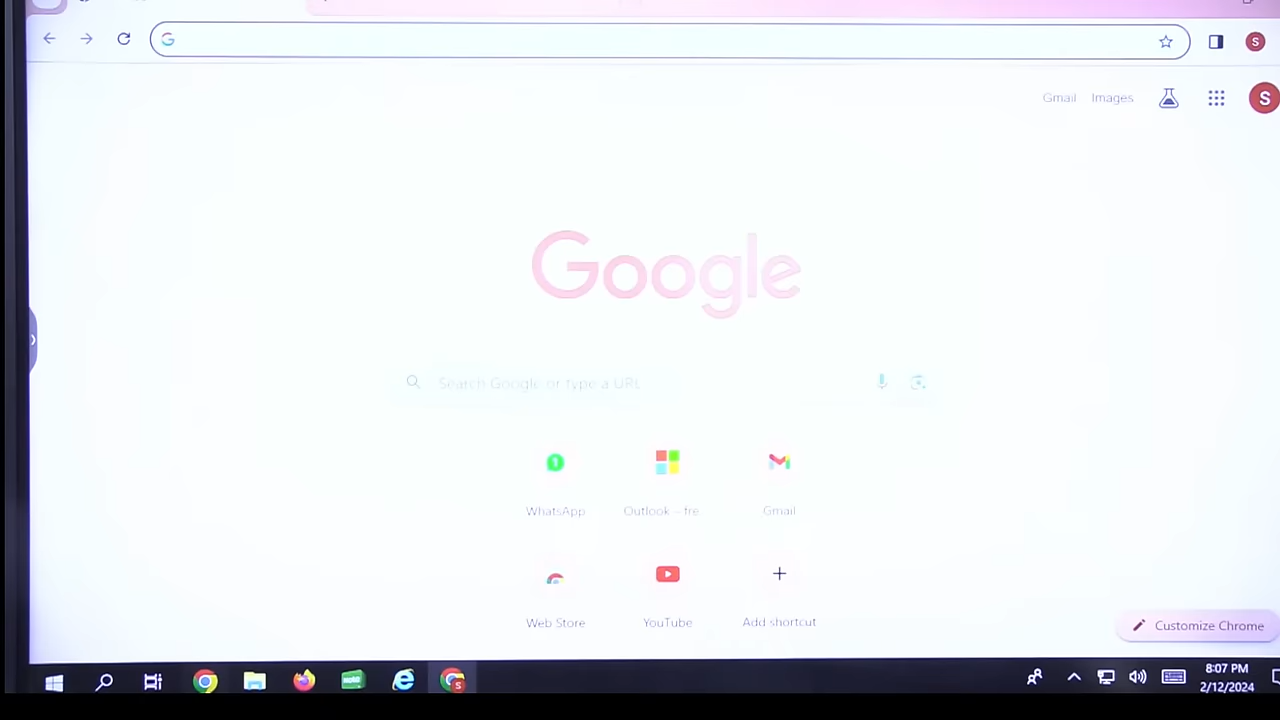 S
Gmail Images
S
Google
Search Google or type a URL
1
WhatsApp
Outlook – fre
Gmail
Web Store
YouTube
Add shortcut
Customize Chrome
S
8:07 PM
2/12/2024